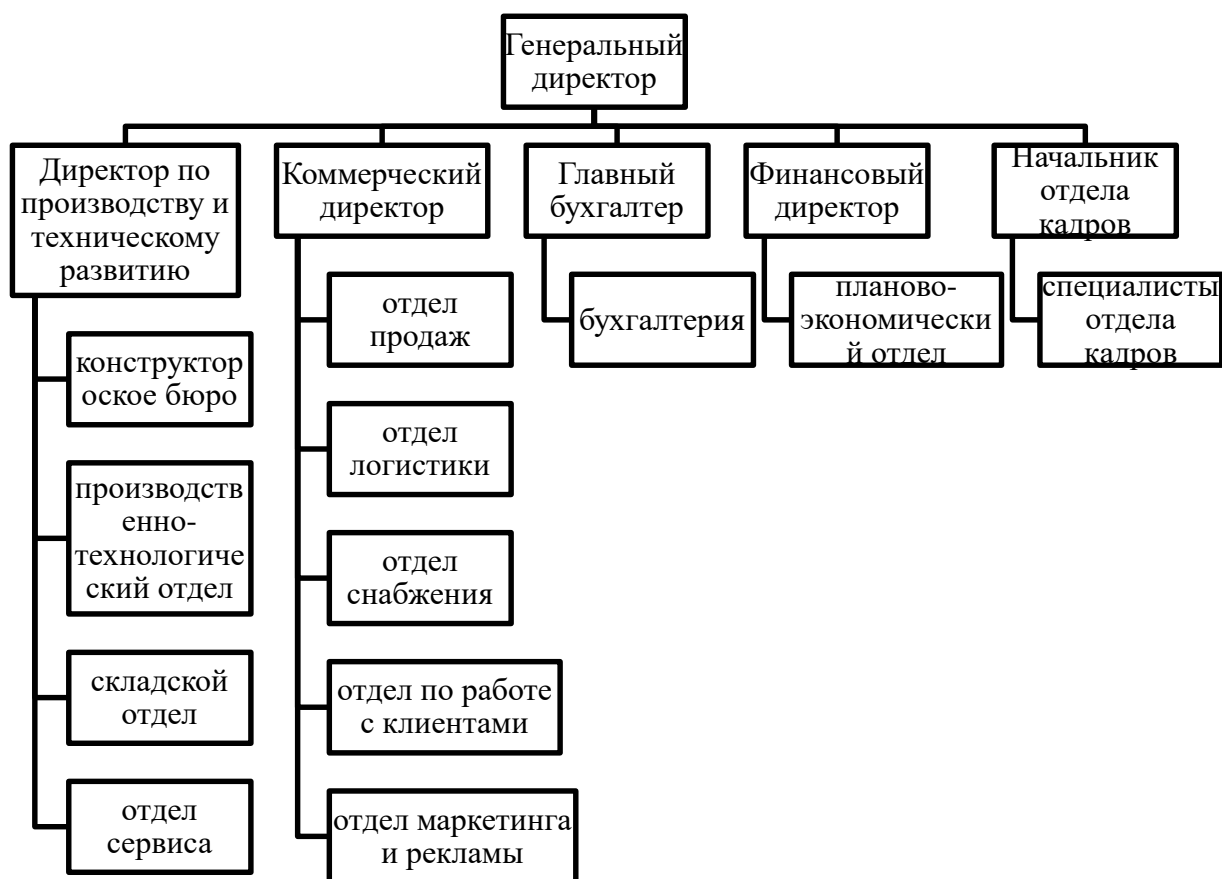 Генеральный
директор
Директор по
производству и
техническому
развитию
Коммерческий
директор
Главный
бухгалтер
Финансовый
директор
Начальник
отдела
кадров
конструктор
оское бюро
производств
енно-
технологиче
ский отдел
складской
отдел
отдел
сервиса
отдел
продаж
отдел
логистики
отдел
снабжения
отдел по работе
с клиентами
отдел маркетинга
и рекламы
бухгалтерия
планово-
экономически
й отдел
специалисты
отдела
кадров